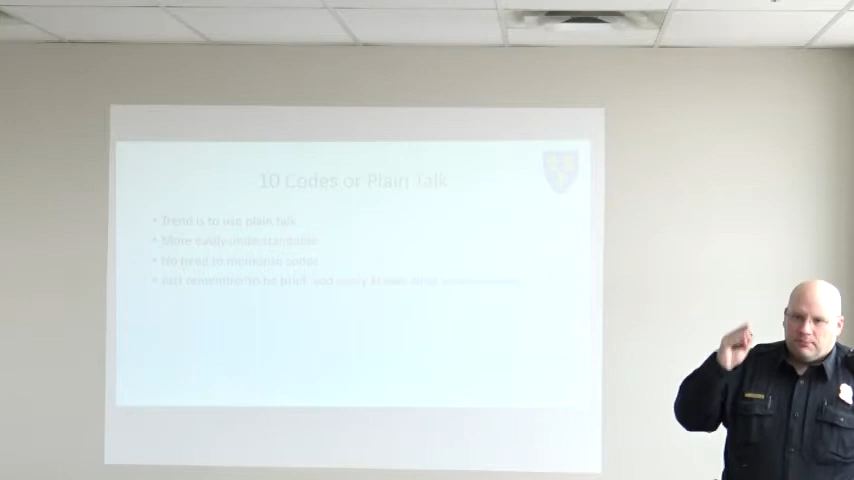 10 Codes or Plain Talk
• Trend is to use plain talk
• More easily understandable
• No need to memorize codes
• Just remember to be brief and